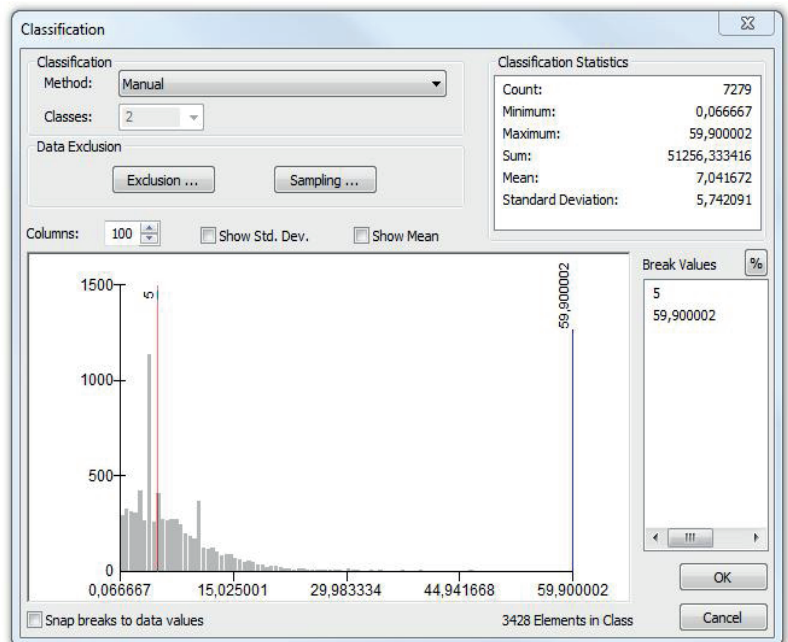 Classification
Classification
Method: Manual
Classes: 2
Data Exclusion
Exclusion ...
Sampling ...
Classification Statistics
Count: 7279
Minimum: 0,066667
Maximum: 59,900002
Sum: 51256,333416
Mean: 7,041672
Standard Deviation: 5,742091
Columns: 100 Show Std. Dev. Show Mean
Break Values %
5
59,900002
5
59,900002
1500
1000
500
0
0,066667 15,025001 29,983334 44,941668 59,900002
OK
Snap breaks to data values 3428 Elements in Class Cancel